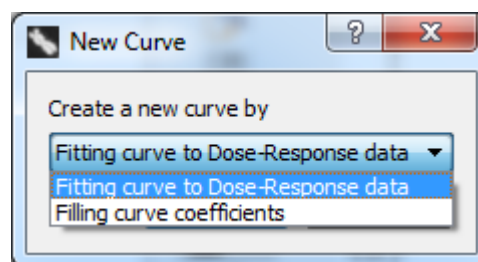 New Curve
?
Create a new curve by
Fitting curve to Dose-Response data
Fitting curve to Dose-Response data
Filling curve coefficients